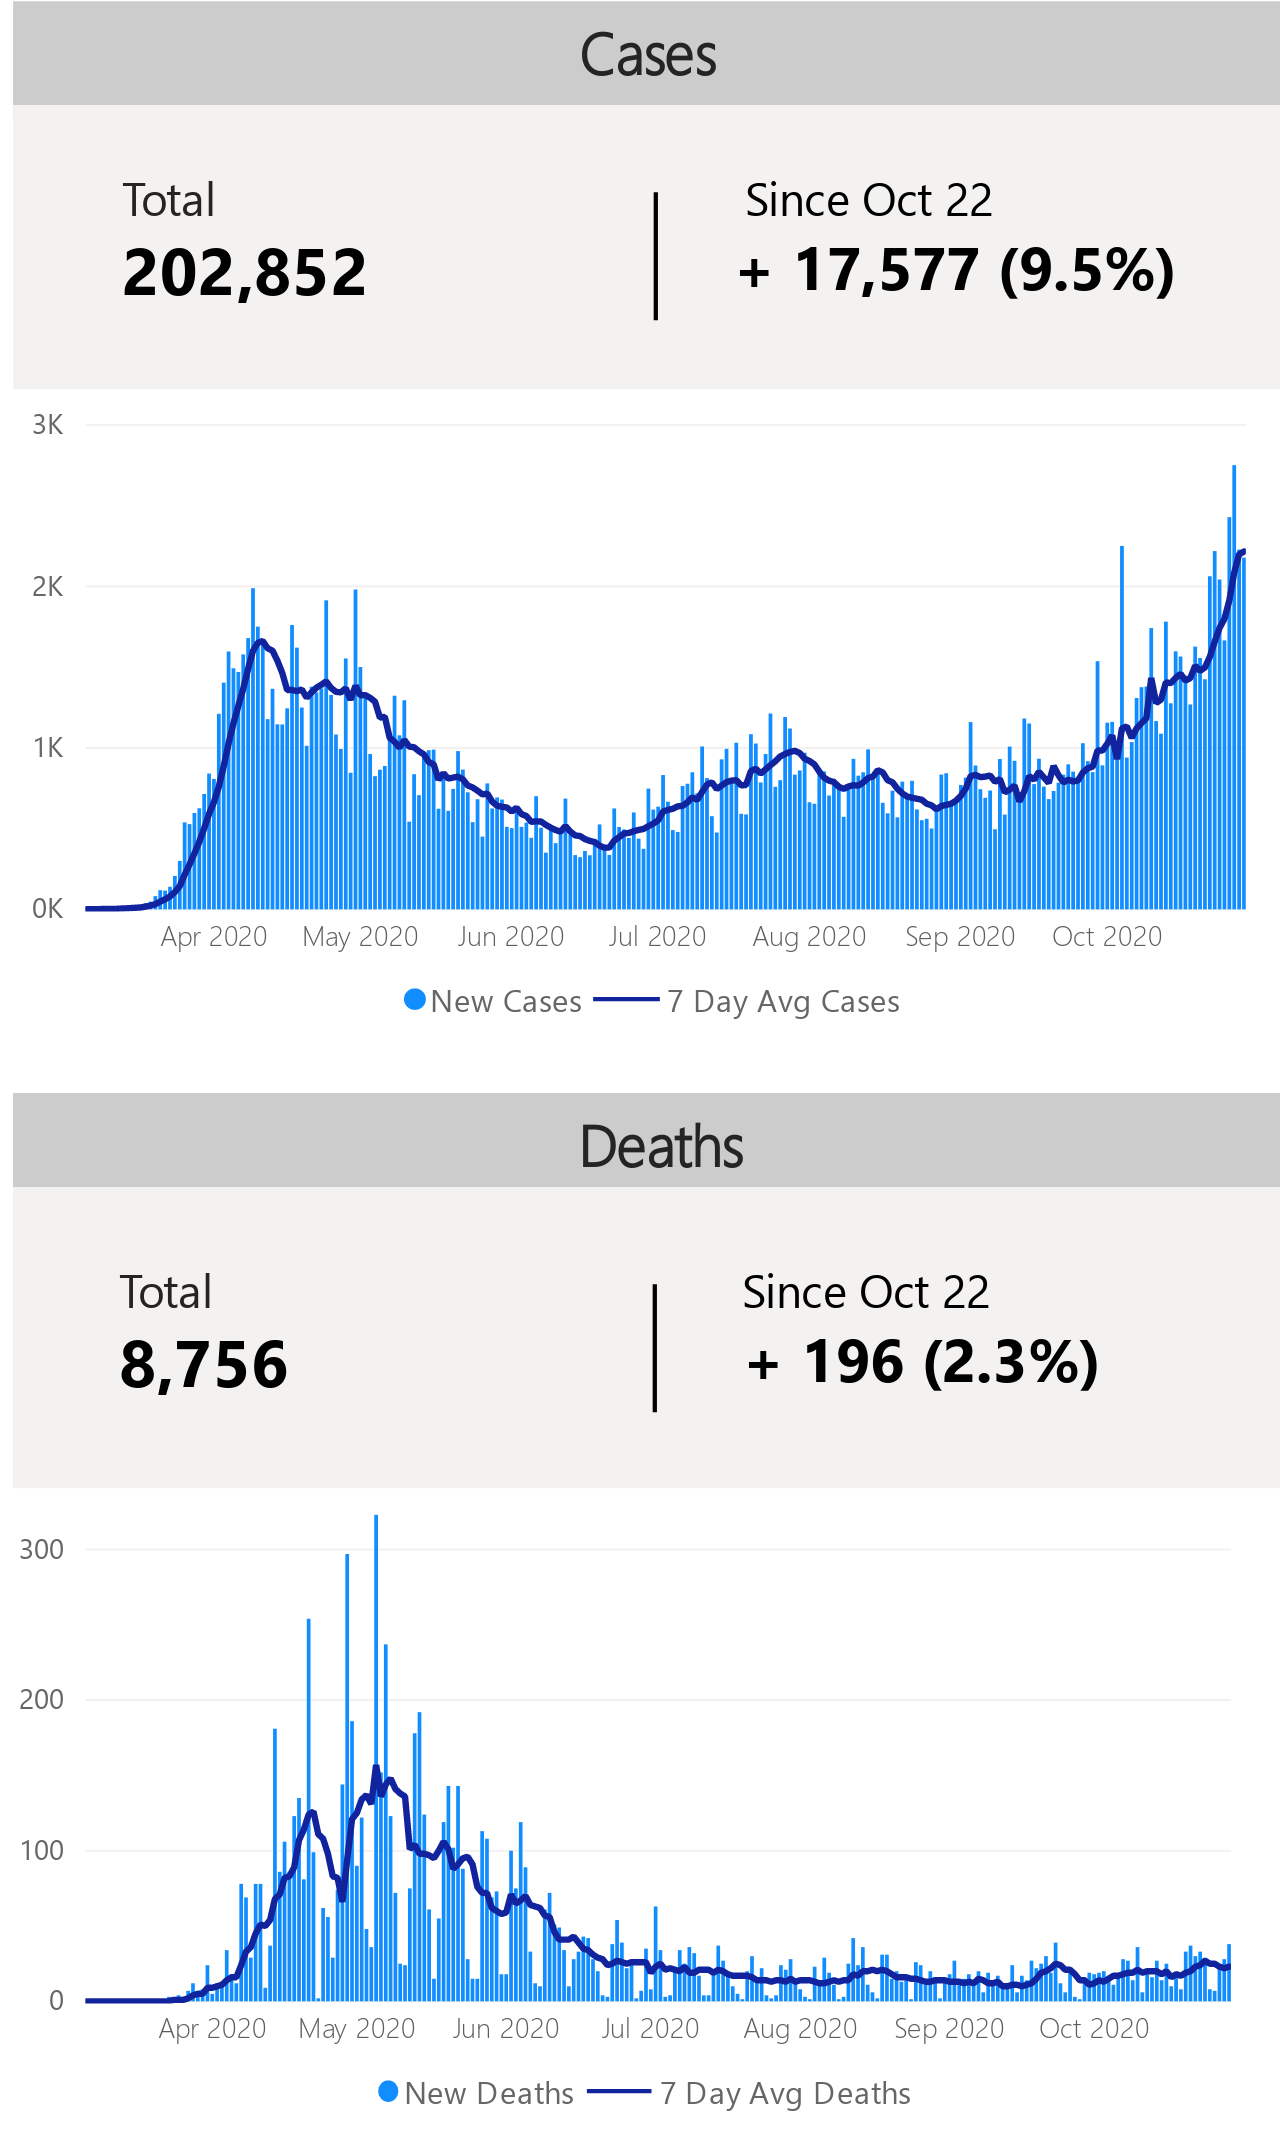 Cases
Total
Since Oct 22
202,852
+ 17,577 (9.5%)
3K
2K
1K
0K
Apr 2020 May 2020 Jun 2020 Jul 2020 Aug 2020 Sep 2020 Oct 2020
New Cases 7 Day Avg Cases
Deaths
Total
Since Oct 22
8,756
+ 196 (2.3%)
300
200
100
0
Apr 2020 May 2020 Jun 2020 Jul 2020 Aug 2020 Sep 2020 Oct 2020
New Deaths 7 Day Avg Deaths